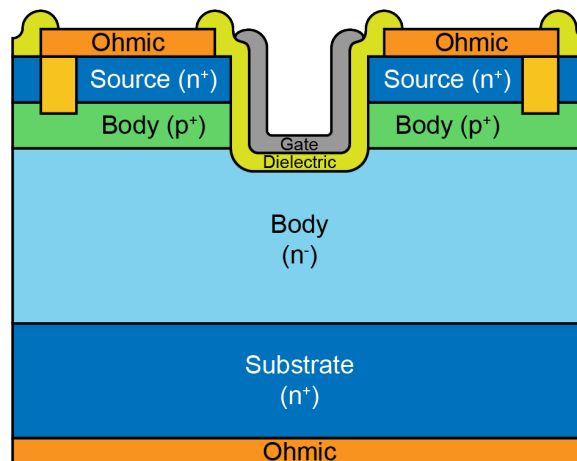 Ohmic Ohmic
Source (n⁺) Source (n⁺)
Body (p⁺) Body (p⁺)
Gate
Dielectric
Body
(n⁻)
Substrate
(n⁺)
Ohmic